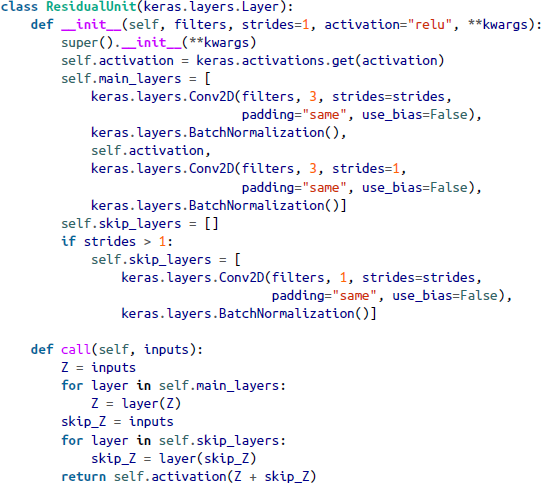 class ResidualUnit(keras.layers.Layer):
    def __init__(self, filters, strides=1, activation="relu", **kwargs):
        super().__init__(**kwargs)
        self.activation = keras.activations.get(activation)
        self.main_layers = [
            keras.layers.Conv2D(filters, 3, strides=strides,
                                padding="same", use_bias=False),
            keras.layers.BatchNormalization(),
            self.activation,
            keras.layers.Conv2D(filters, 3, strides=1,
                                padding="same", use_bias=False),
            keras.layers.BatchNormalization()]
        self.skip_layers = []
        if strides > 1:
            self.skip_layers = [
                keras.layers.Conv2D(filters, 1, strides=strides,
                                    padding="same", use_bias=False),
                keras.layers.BatchNormalization()]

    def call(self, inputs):
        Z = inputs
        for layer in self.main_layers:
            Z = layer(Z)
        skip_Z = inputs
        for layer in self.skip_layers:
            skip_Z = layer(skip_Z)
        return self.activation(Z + skip_Z)